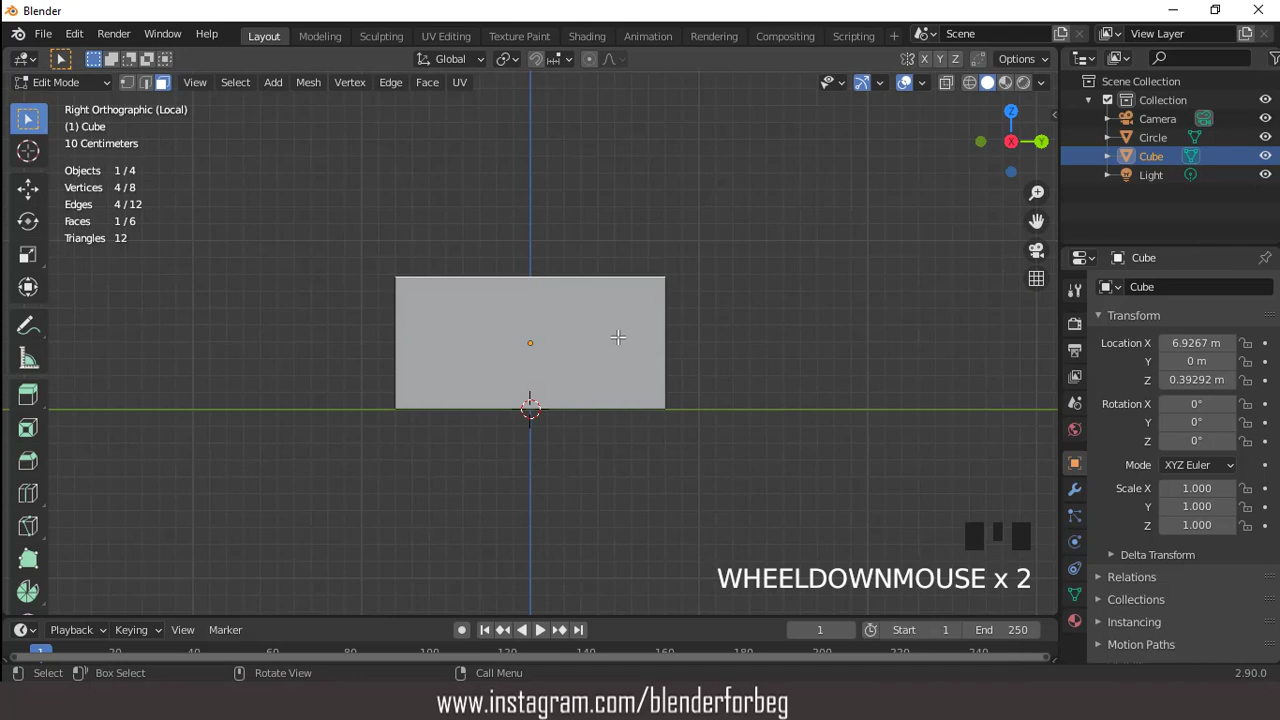 Blender
File Edit Render Window Help Layout Modeling Sculpting UV Editing Texture Paint Shading Animation Rendering Compositing Scripting + Scene View Layer
Global X Y Z Options
Edit Mode View Select Add Mesh Vertex Edge Face UV
Right Orthographic (Local)
(1) Cube
10 Centimeters
Objects 1 / 4
Vertices 4 / 8
Edges 4 / 12
Faces 1 / 6
Triangles 12
Z
X
Y
WHEELDOWNMOUSE x 2
Scene Collection
Collection
Camera
Circle
Cube
Light
Cube
Cube
Transform
Location X 6.9267 m
Y 0 m
Z 0.39292 m
Rotation X 0°
Y 0°
Z 0°
Mode XYZ Euler
Scale X 1.000
Y 1.000
Z 1.000
Delta Transform
Relations
Collections
Instancing
Motion Paths
Playback Keying View Marker 1 Start 1 End 250
1
Select Box Select Rotate View Call Menu 2.90.0
www.instagram.com/blenderforbeg